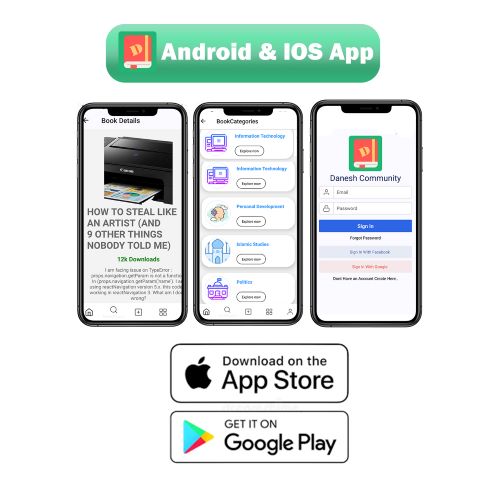 D Android & IOS App
Book Details
Canon
HOW TO STEAL LIKE
AN ARTIST (AND
9 OTHER THINGS
NOBODY TOLD ME)
12k Downloads
I am facing issue on TypeError :
props.navigation.getParam is not a function.
In (props.navigation.getParam('name'). I am
using reactNavigation version 5.x. this code
working in reactNavigation 3. What am I do
wrong?
BookCategories
Information Technology
Explore now
Information Technology
Explore now
Personal Development
Explore now
Islamic Studies
Explore now
Politics
Explore now
D
Danesh Community
Email
Password
Sign In
Forgot Password
Sign In With Facebook
Sign In With Google
Dont Have an Account Create Here.
Download on the
App Store
GET IT ON
Google Play